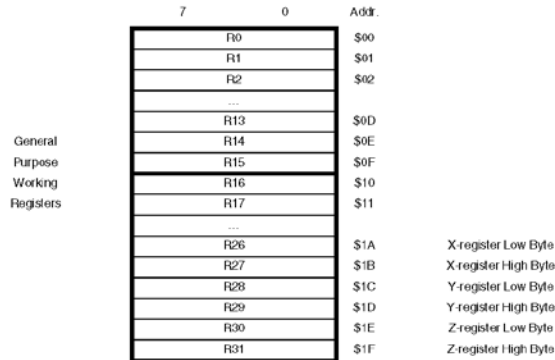 7 0 Addr.
R0 $00
R1 $01
R2 $02
...
R13 $0D
General R14 $0E
Purpose R15 $0F
Working R16 $10
Registers R17 $11
...
R26 $1A X-register Low Byte
R27 $1B X-register High Byte
R28 $1C Y-register Low Byte
R29 $1D Y-register High Byte
R30 $1E Z-register Low Byte
R31 $1F Z-register High Byte